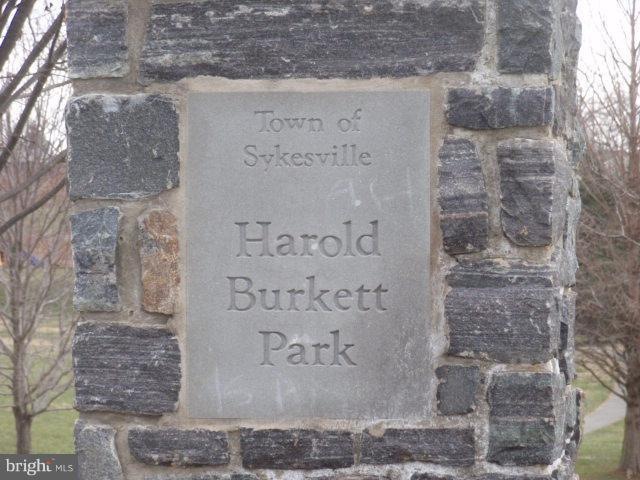 Town of
Sykesville
Harold
Burkett
Park
bright MLS